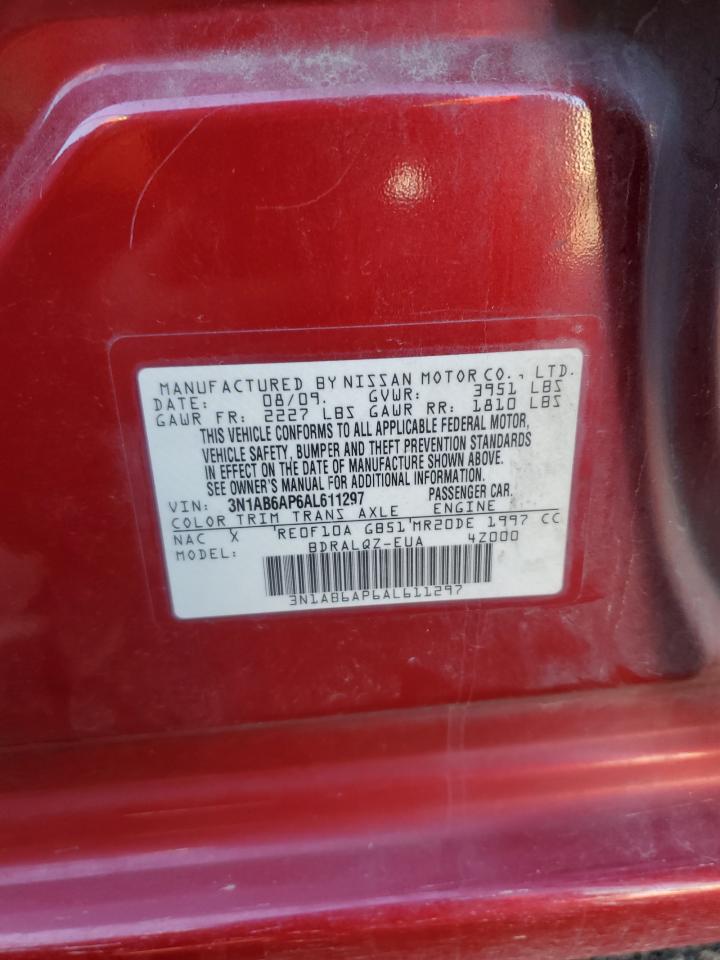 MANUFACTURED BY NISSAN MOTOR CO., LTD.
DATE: 08/09. GVWR: 3951 LBS
GAWR FR: 2227 LBS GAWR RR: 1810 LBS
THIS VEHICLE CONFORMS TO ALL APPLICABLE FEDERAL MOTOR,
VEHICLE SAFETY, BUMPER AND THEFT PREVENTION STANDARDS
IN EFFECT ON THE DATE OF MANUFACTURE SHOWN ABOVE.
SEE OWNER'S MANUAL FOR ADDITIONAL INFORMATION.
VIN: 3N1AB6AP6AL611297 PASSENGER CAR.
COLOR TRIM TRANS AXLE ENGINE
NAC X RE0F10A GB51 MR20DE 1997 CC
MODEL: BDRALQZ-EUA 4Z000
3N1AB6AP6AL611297